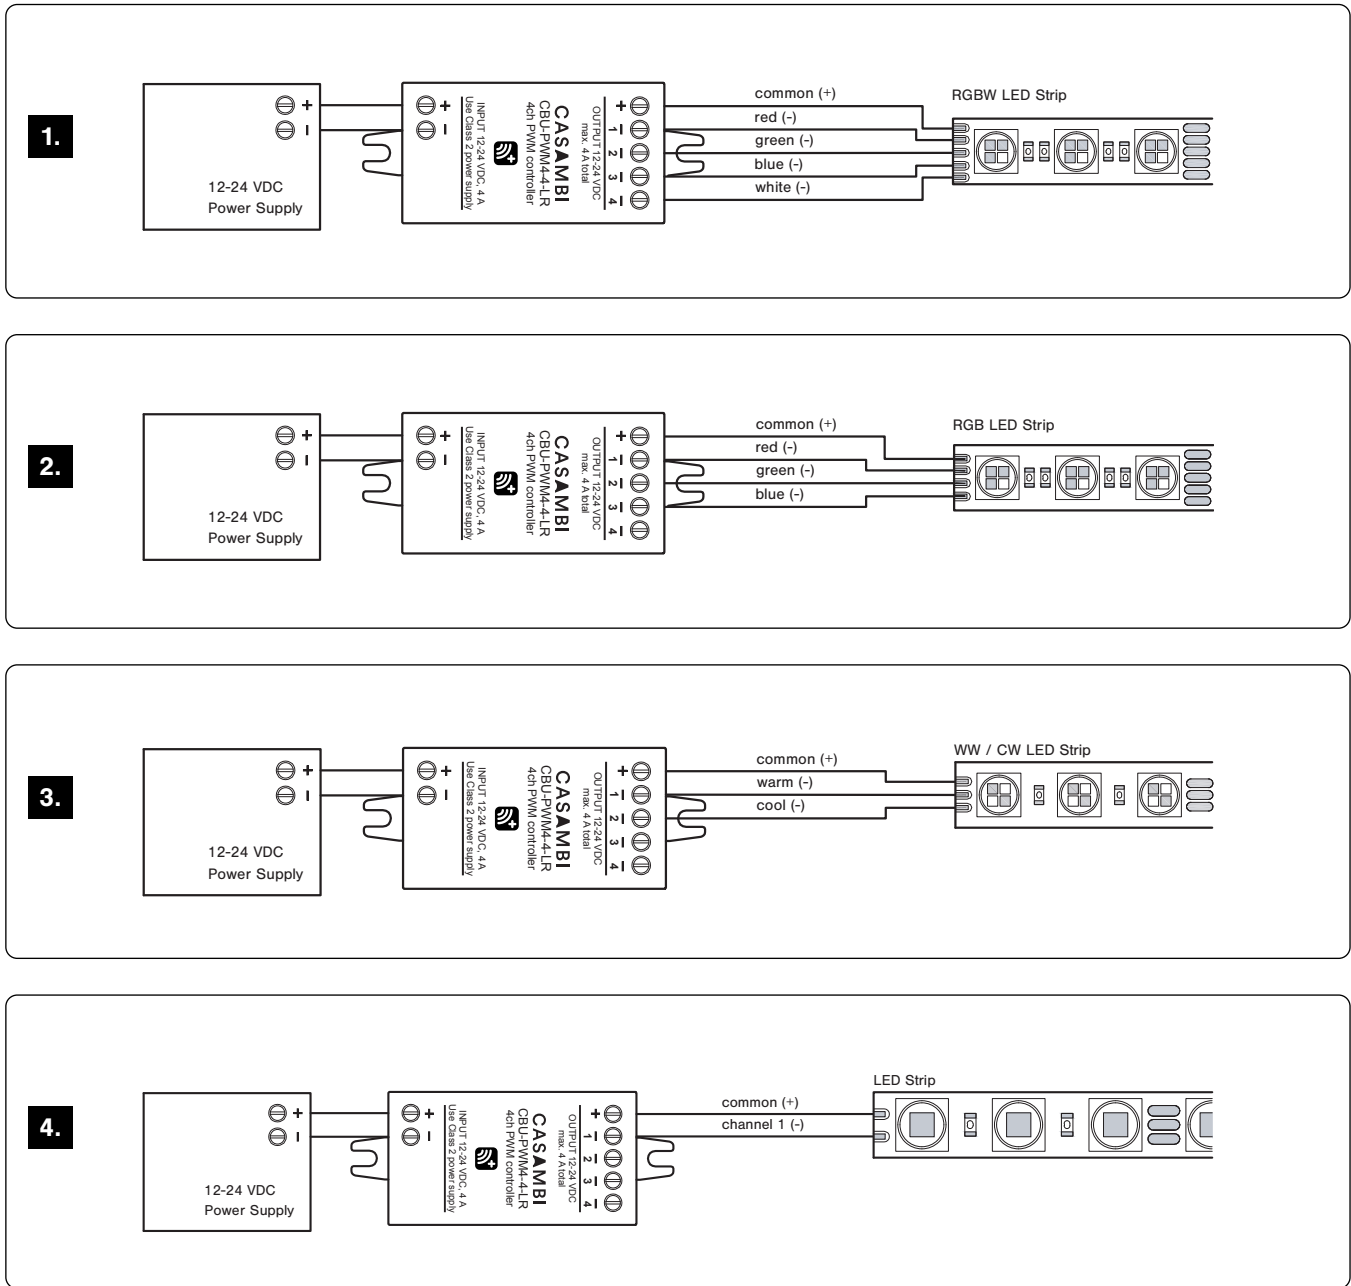 1.
12-24 VDC
Power Supply
+
-
+
-
INPUT 12-24 VDC, 4 A
Use Class 2 power supply
CASAMBI
CBU-PWM4-4-LR
4ch PWM controller
OUTPUT 12-24 VDC
max. 4 A total
+
1 -
2 -
3 -
4 -
common (+)
red (-)
green (-)
blue (-)
white (-)
RGBW LED Strip
2.
12-24 VDC
Power Supply
+
-
+
-
INPUT 12-24 VDC, 4 A
Use Class 2 power supply
CASAMBI
CBU-PWM4-4-LR
4ch PWM controller
OUTPUT 12-24 VDC
max. 4 A total
+
1 -
2 -
3 -
4 -
common (+)
red (-)
green (-)
blue (-)
RGB LED Strip
3.
12-24 VDC
Power Supply
+
-
+
-
INPUT 12-24 VDC, 4 A
Use Class 2 power supply
CASAMBI
CBU-PWM4-4-LR
4ch PWM controller
OUTPUT 12-24 VDC
max. 4 A total
+
1 -
2 -
3 -
4 -
common (+)
warm (-)
cool (-)
WW / CW LED Strip
4.
12-24 VDC
Power Supply
+
-
+
-
INPUT 12-24 VDC, 4 A
Use Class 2 power supply
CASAMBI
CBU-PWM4-4-LR
4ch PWM controller
OUTPUT 12-24 VDC
max. 4 A total
+
1 -
2 -
3 -
4 -
common (+)
channel 1 (-)
LED Strip